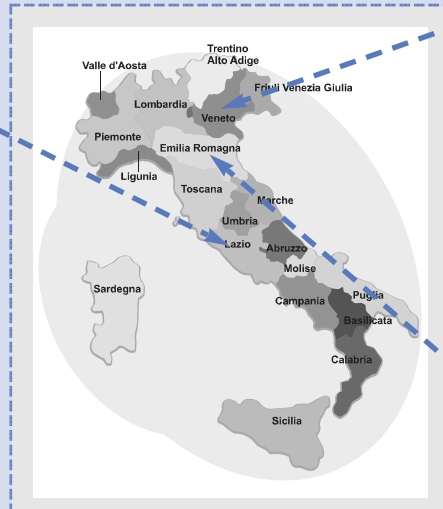 Trentino
Alto Adige
Valle d'Aosta
Friuli Venezia Giulia
Lombardia
Veneto
Piemonte
Emilia Romagna
Ligunia
Toscana
Marche
Umbria
Lazio
Abruzzo
Molise
Sardegna
Puglia
Campania
Basilicata
Calabria
Sicilia